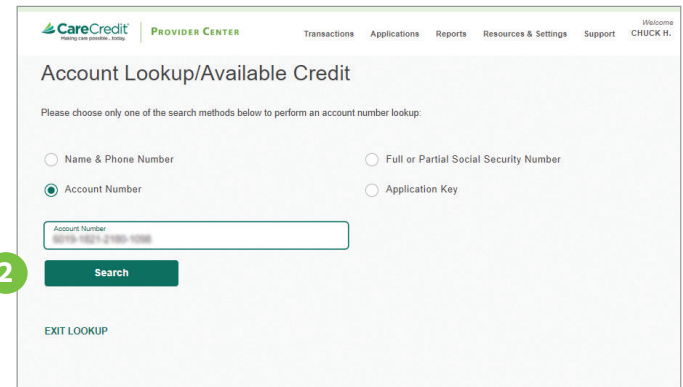 CareCredit® PROVIDER CENTER
Making care possible...today.
Transactions Applications Reports Resources & Settings Support
Welcome
CHUCK H.
Account Lookup/Available Credit
Please choose only one of the search methods below to perform an account number lookup:
Name & Phone Number
Full or Partial Social Security Number
Account Number
Application Key
Account Number
2
Search
EXIT LOOKUP